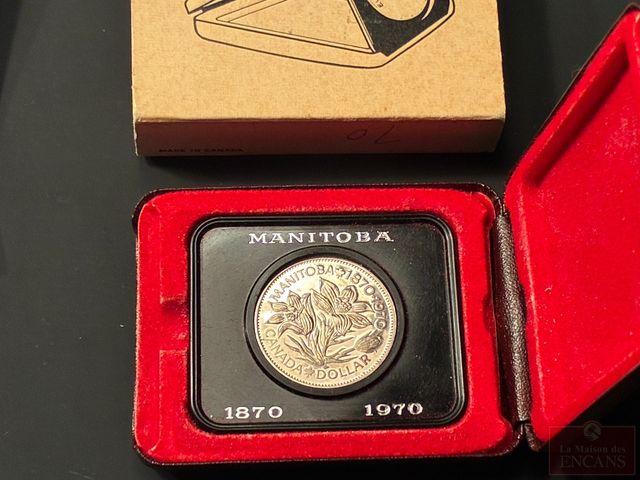 MADE IN CANADA
70
MANITOBA
MANITOBA 1870-1970
CANADA DOLLAR
1870 1970
La Maison des
ENCANS